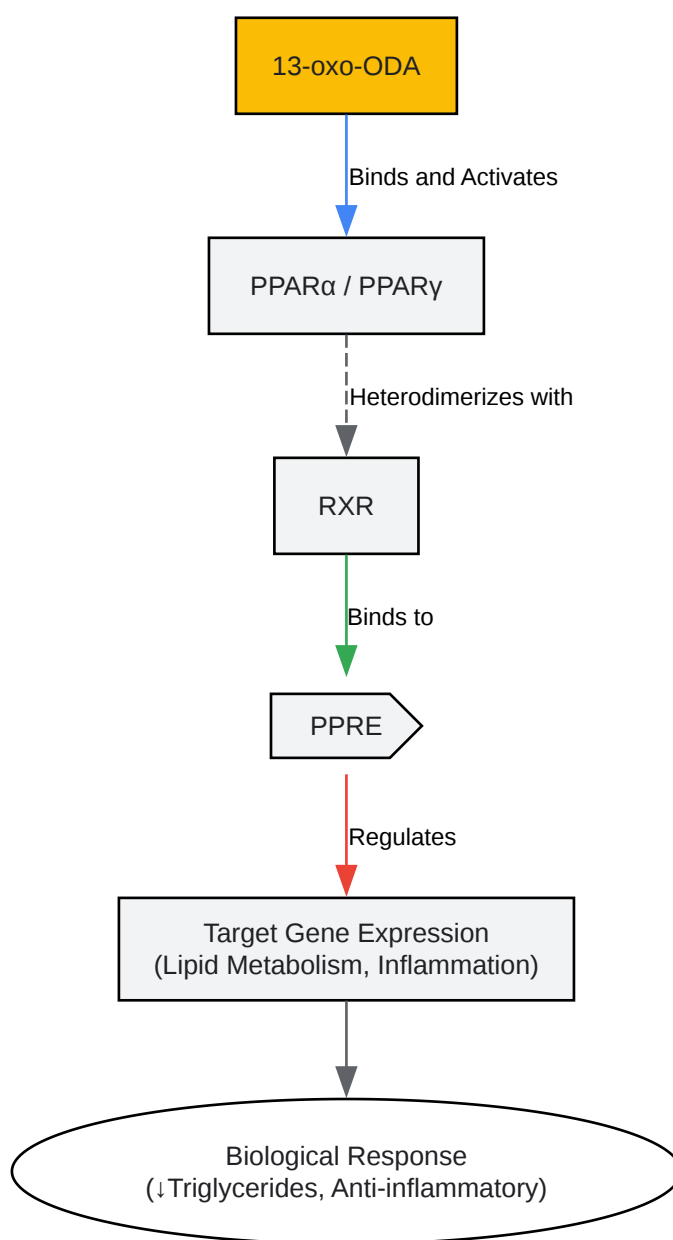 13-oxo-ODA
Binds and Activates
PPARα / PPARγ
Heterodimerizes with
RXR
Binds to
PPRE
Regulates
Target Gene Expression
(Lipid Metabolism, Inflammation)
Biological Response
(↓Triglycerides, Anti-inflammatory)